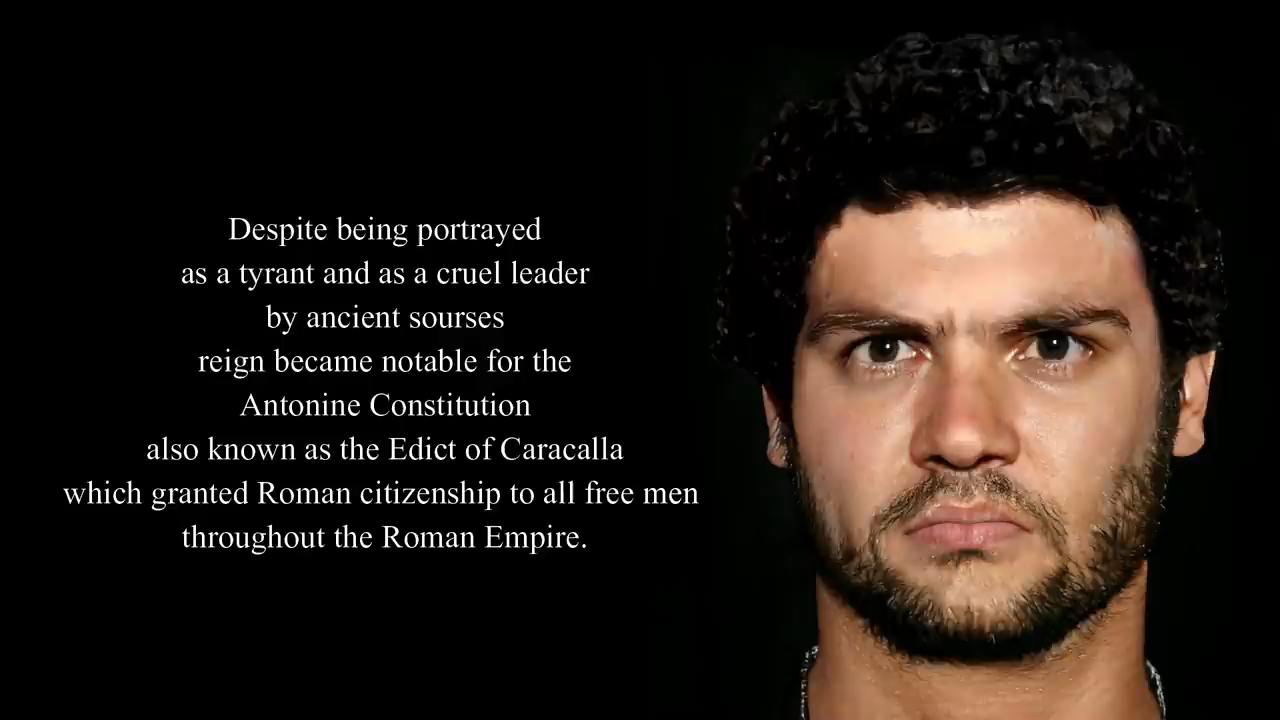 Despite being portrayed
as a tyrant and as a cruel leader
by ancient sourses
reign became notable for the
Antonine Constitution
also known as the Edict of Caracalla
which granted Roman citizenship to all free men
throughout the Roman Empire.